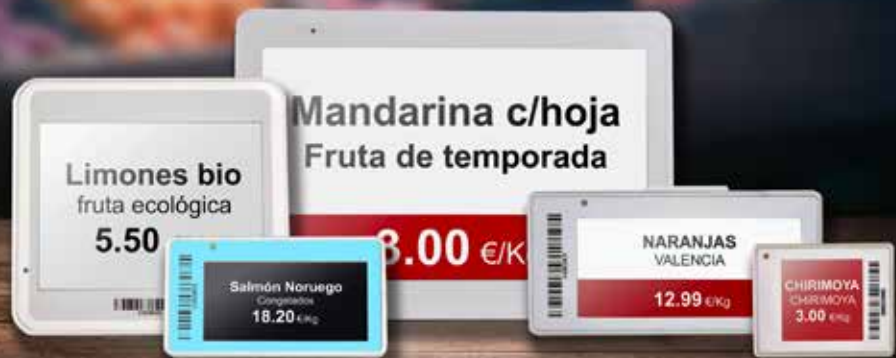 Mandarina c/hoja
Fruta de temporada
3.00 €/K
Limones bio
fruta ecológica
5.50
Salmón Noruego
Congelados
18.20 €/Kg
NARANJAS
VALENCIA
12.99 €/Kg
CHIRIMOYA
CHIRIMOYA
3.00 €/Kg